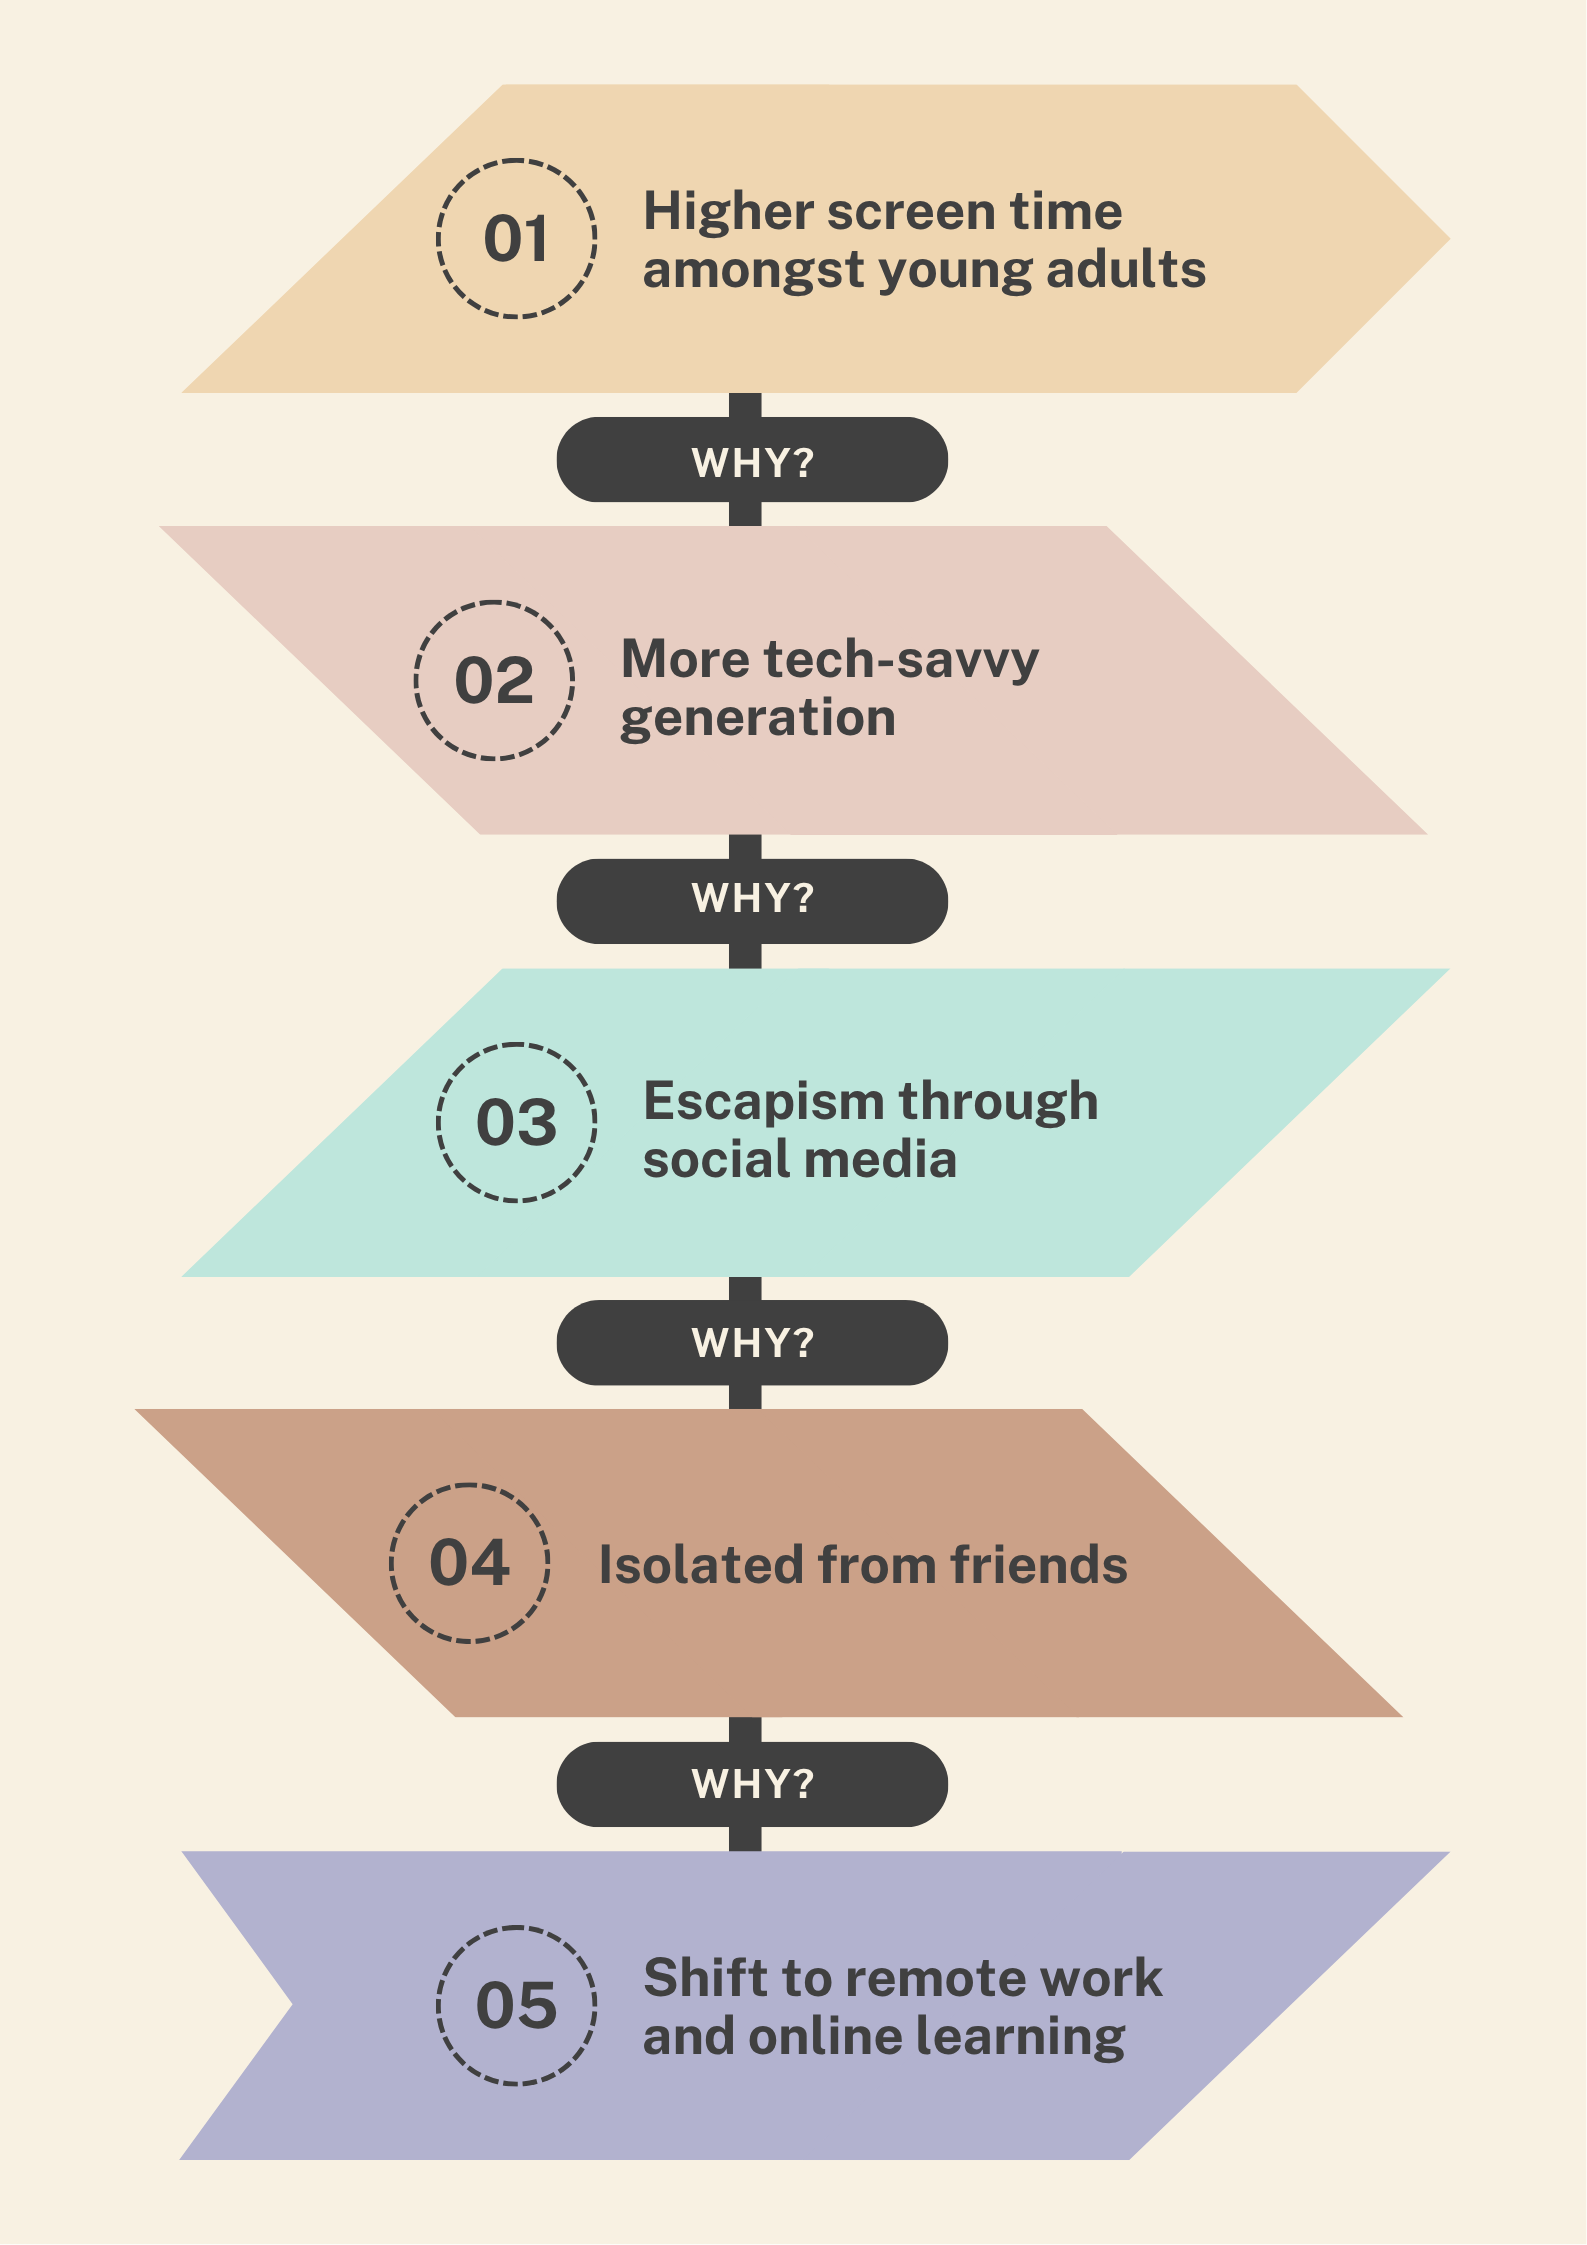 01
Higher screen time
amongst young adults
WHY?
02
More tech-savvy
generation
WHY?
03
Escapism through
social media
WHY?
04
Isolated from friends
WHY?
05
Shift to remote work
and online learning